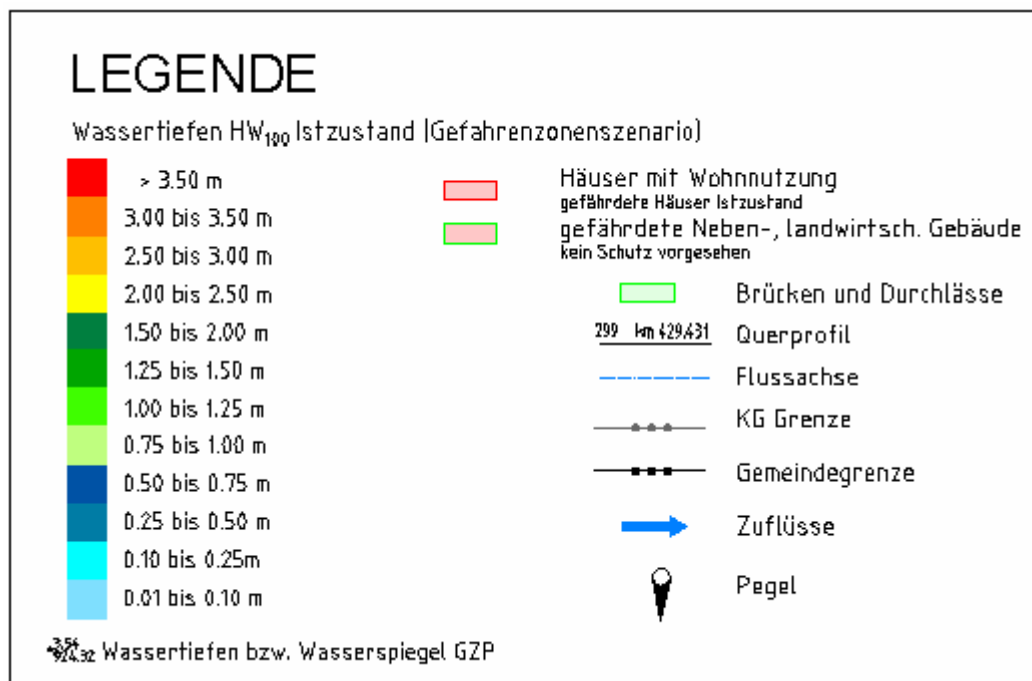 LEGENDE
Wassertiefen HW100 Istzustand (Gefahrenzonenszenario)
> 3.50 m
3.00 bis 3.50 m
2.50 bis 3.00 m
2.00 bis 2.50 m
1.50 bis 2.00 m
1.25 bis 1.50 m
1.00 bis 1.25 m
0.75 bis 1.00 m
0.50 bis 0.75 m
0.25 bis 0.50 m
0.10 bis 0.25m
0.01 bis 0.10 m
Wassertiefen bzw. Wasserspiegel GZP
Häuser mit Wohnnutzung
gefährdete Häuser Istzustand
gefährdete Neben-, landwirtsch. Gebäude
kein Schutz vorgesehen
Brücken und Durchlässe
299 km 429.431 Querprofil
Flussachse
KG Grenze
Gemeindegrenze
Zuflüsse
Pegel